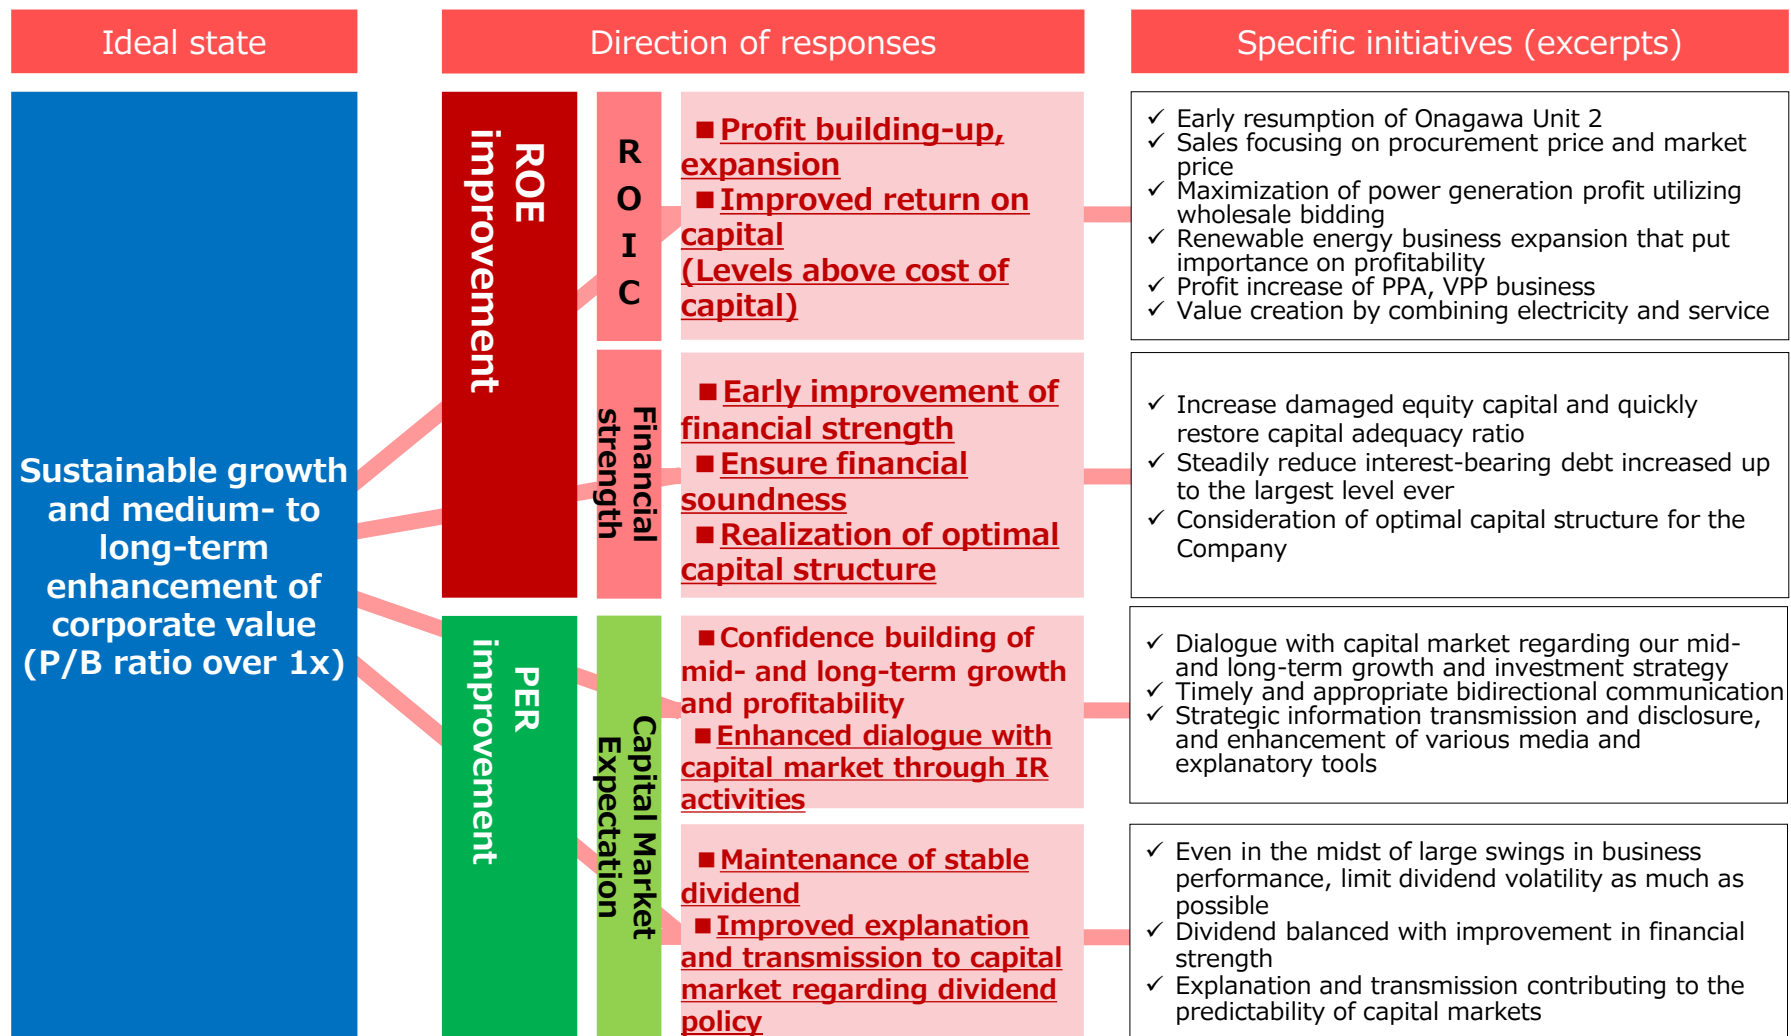 Ideal state
Direction of responses
Specific initiatives (excerpts)
Sustainable growth
and medium- to
long-term
enhancement of
corporate value
(P/B ratio over 1x)
ROE
improvement
R
O
I
C
■Profit building-up,
expansion
■Improved return on
capital
(Levels above cost of
capital)
✓ Early resumption of Onagawa Unit 2
✓ Sales focusing on procurement price and market
price
✓ Maximization of power generation profit utilizing
wholesale bidding
✓ Renewable energy business expansion that put
importance on profitability
✓ Profit increase of PPA, VPP business
✓ Value creation by combining electricity and service
Financial
strength
■Early improvement of
financial strength
■Ensure financial
soundness
■Realization of optimal
capital structure
✓ Increase damaged equity capital and quickly
restore capital adequacy ratio
✓ Steadily reduce interest-bearing debt increased up
to the largest level ever
✓ Consideration of optimal capital structure for the
Company
PER
improvement
Capital Market
Expectation
■Confidence building of
mid- and long-term growth
and profitability
■Enhanced dialogue with
capital market through IR
activities
✓ Dialogue with capital market regarding our mid-
and long-term growth and investment strategy
✓ Timely and appropriate bidirectional communication
✓ Strategic information transmission and disclosure,
and enhancement of various media and
explanatory tools
■Maintenance of stable
dividend
■Improved explanation
and transmission to capital
market regarding dividend
policy
✓ Even in the midst of large swings in business
performance, limit dividend volatility as much as
possible
✓ Dividend balanced with improvement in financial
strength
✓ Explanation and transmission contributing to the
predictability of capital markets